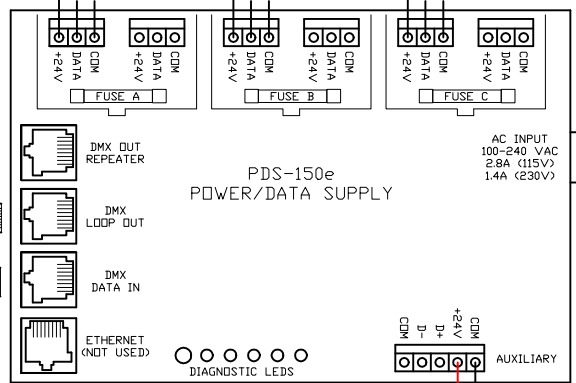 +24V DATA COM +24V DATA COM +24V DATA COM +24V DATA COM +24V DATA COM +24V DATA COM
FUSE A FUSE B FUSE C
DMX OUT
REPEATER
AC INPUT
100-240 VAC
2.8A (115V)
1.4A (230V)
PDS-150e
POWER/DATA SUPPLY
DMX
LOOP OUT
DMX
DATA IN
ETHERNET
(NOT USED)
DIAGNOSTIC LEDS
COM D- D+ +24V COM
AUXILIARY